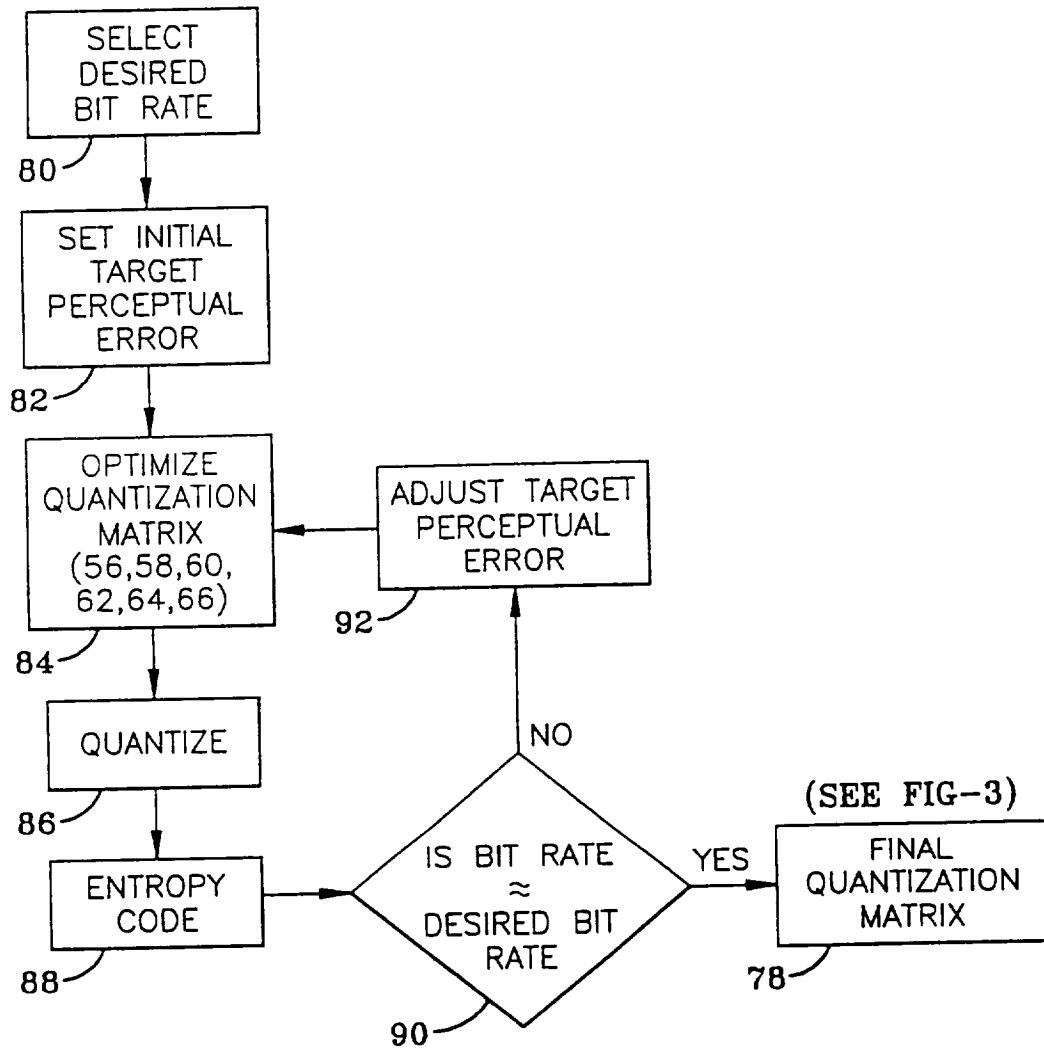 SELECT
DESIRED
BIT RATE
80
SET INITIAL
TARGET
PERCEPTUAL
ERROR
82
OPTIMIZE
QUANTIZATION
MATRIX
(56,58,60,
62,64,66)
84
ADJUST TARGET
PERCEPTUAL
ERROR
92
QUANTIZE
86
ENTROPY
CODE
88
IS BIT RATE
≈
DESIRED BIT
RATE
90
NO
YES
(SEE FIG-3)
FINAL
QUANTIZATION
MATRIX
78